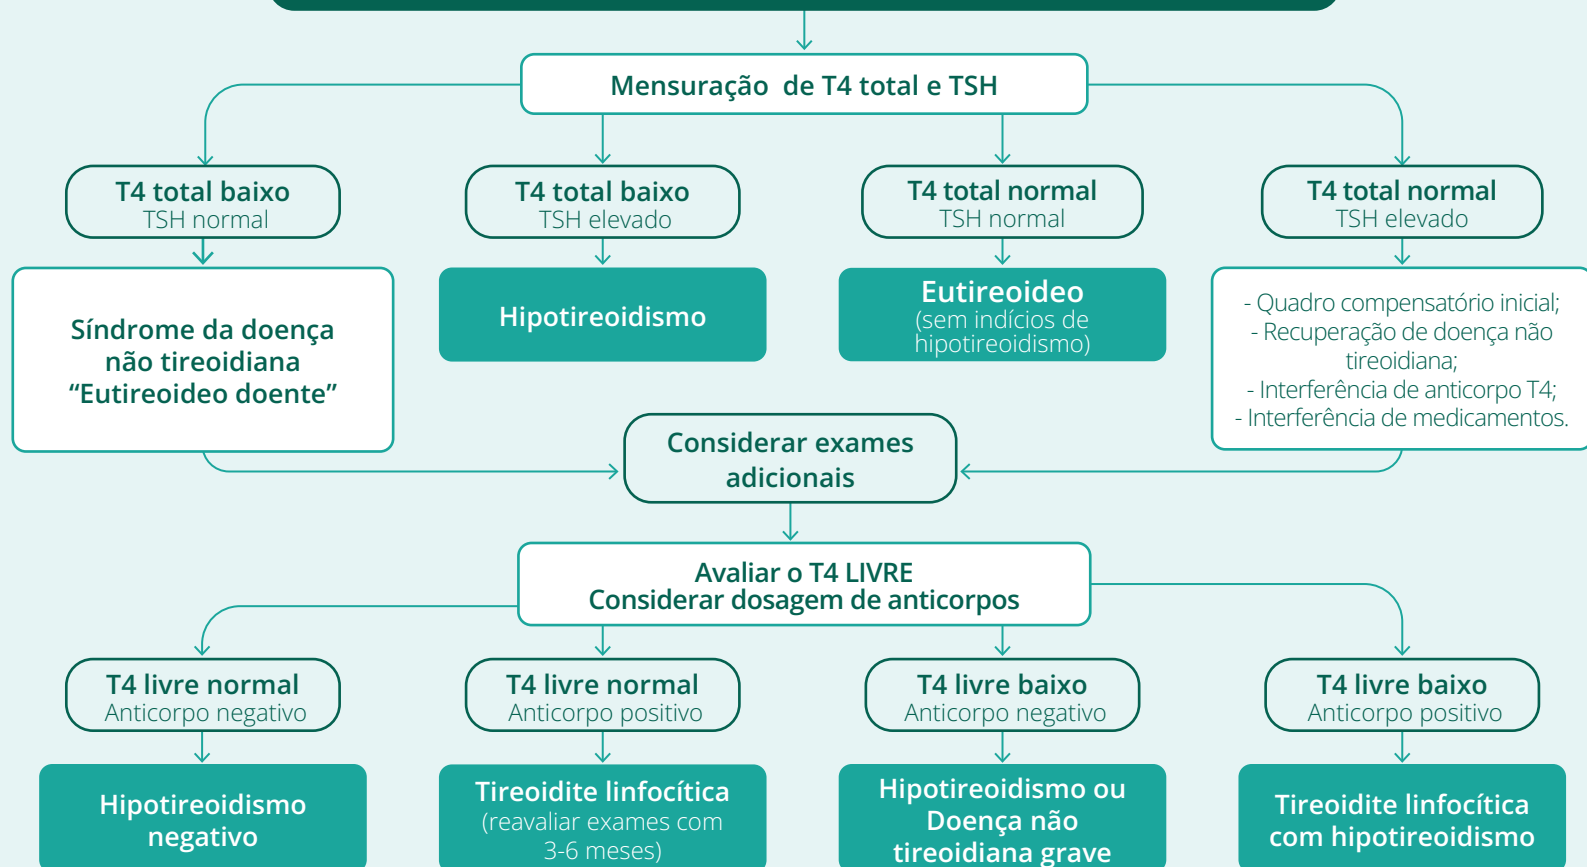 Mensuração de T4 total e TSH
T4 total baixo
TSH normal
T4 total baixo
TSH elevado
T4 total normal
TSH normal
T4 total normal
TSH elevado
Síndrome da doença
não tireoidiana
“Eutireoideo doente”
Hipotireoidismo
Eutireoideo
(sem indícios de
hipotireoidismo)
- Quadro compensatório inicial;
- Recuperação de doença não
tireoidiana;
- Interferência de anticorpo T4;
- Interferência de medicamentos.
Considerar exames
adicionais
Avaliar o T4 LIVRE
Considerar dosagem de anticorpos
T4 livre normal
Anticorpo negativo
T4 livre normal
Anticorpo positivo
T4 livre baixo
Anticorpo negativo
T4 livre baixo
Anticorpo positivo
Hipotireoidismo
negativo
Tireoidite linfocítica
(reavaliar exames com
3-6 meses)
Hipotireoidismo ou
Doença não
tireoidiana grave
Tireoidite linfocítica
com hipotireoidismo